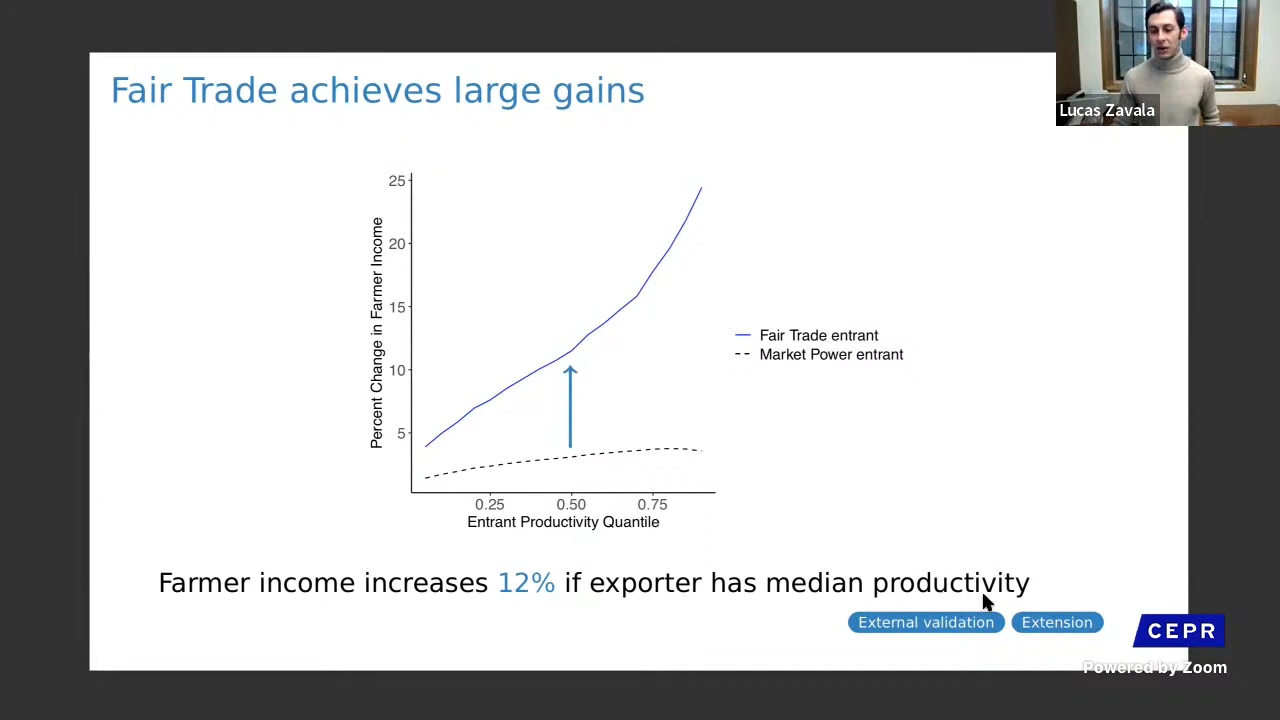 Fair Trade achieves large gains
Lucas Zavala
Percent Change in Farmer Income
25
20
15
10
5
0.25 0.50 0.75
Entrant Productivity Quantile
Fair Trade entrant
Market Power entrant
Farmer income increases 12% if exporter has median productivity
External validation Extension
CEPR
Powered by Zoom